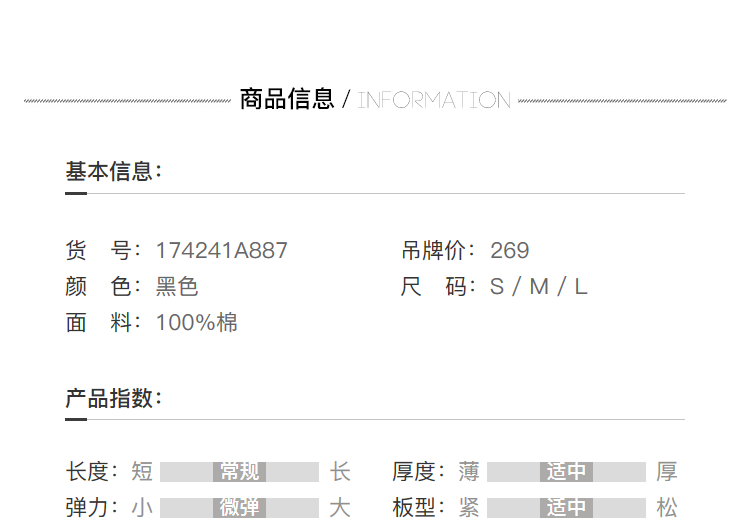 商品信息 / INFORMATION
基本信息：
货 号：174241A887 吊牌价：269
颜 色：黑色 尺 码：S / M / L
面 料：100%棉
产品指数：
长度：短 常规 长 厚度：薄 适中 厚
弹力：小 微弹 大 板型：紧 适中 松